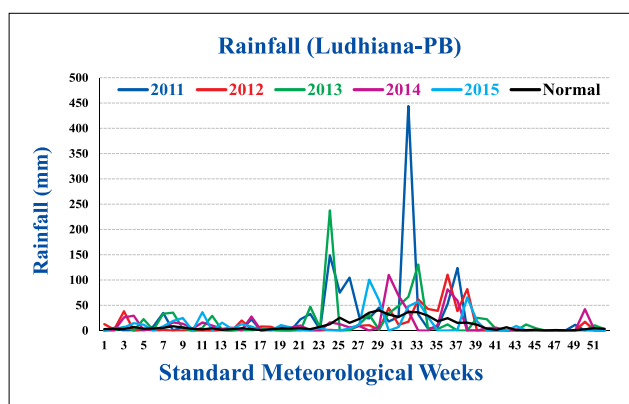 Rainfall (Ludhiana-PB)
500
2011 2012 2013 2014 2015 Normal
450
400
350
300
250
200
150
100
50
0
Rainfall (mm)
1 3 5 7 9 11 13 15 17 19 21 23 25 27 29 31 33 35 37 39 41 43 45 47 49 51
Standard Meteorological Weeks